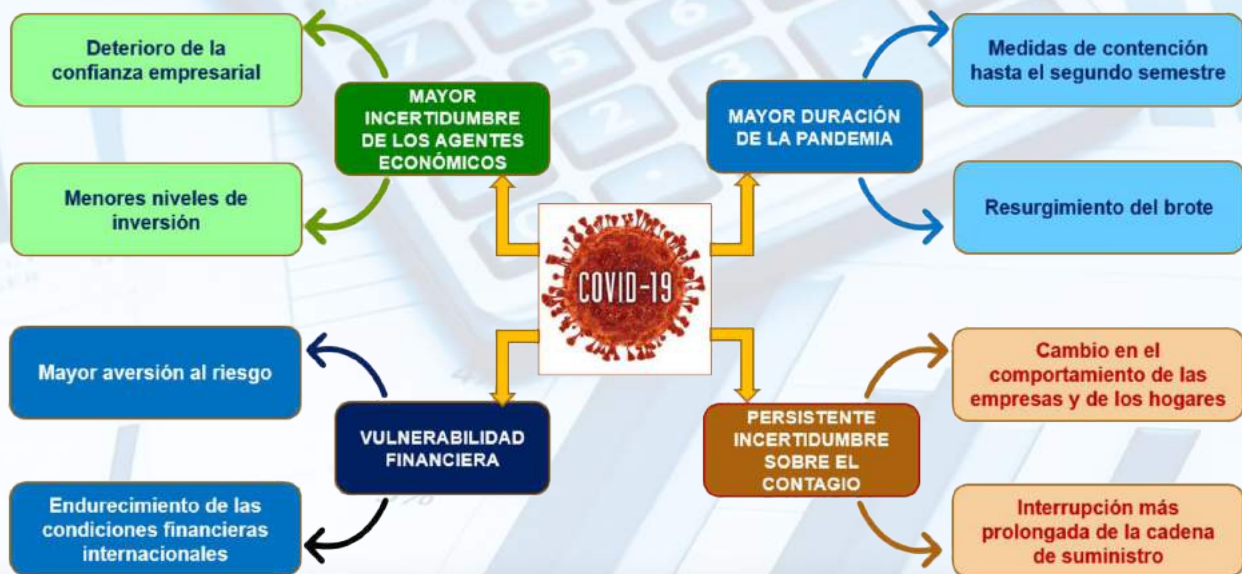 Deterioro de la
confianza empresarial
Menores niveles de
inversión
MAYOR
INCERTIDUMBRE
DE LOS AGENTES
ECONÓMICOS
MAYOR DURACIÓN
DE LA PANDEMIA
Medidas de contención
hasta el segundo semestre
Resurgimiento del brote
COVID-19
Mayor aversión al riesgo
Endurecimiento de las
condiciones financieras
internacionales
VULNERABILIDAD
FINANCIERA
PERSISTENTE
INCERTIDUMBRE
SOBRE EL
CONTAGIO
Cambio en el
comportamiento de las
empresas y de los hogares
Interrupción más
prolongada de la cadena
de suministro